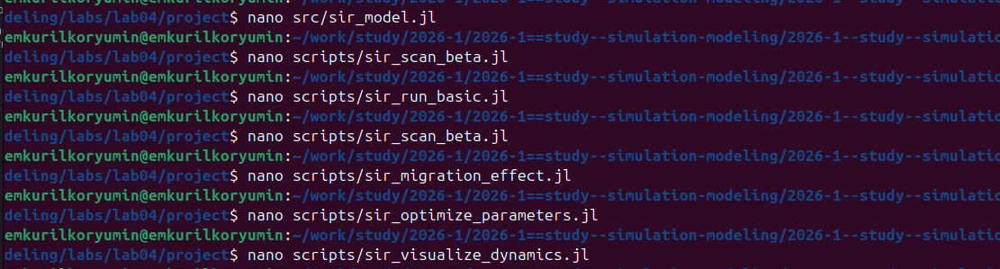 deling/labs/lab04/project$ nano src/sir_model.jl
emkurilkoryumin@emkurilkoryumin:~/work/study/2026-1/2026-1==study--simulation-modeling/2026-1--study--simulatio
deling/labs/lab04/project$ nano scripts/sir_scan_beta.jl
emkurilkoryumin@emkurilkoryumin:~/work/study/2026-1/2026-1==study--simulation-modeling/2026-1--study--simulatio
deling/labs/lab04/project$ nano scripts/sir_run_basic.jl
emkurilkoryumin@emkurilkoryumin:~/work/study/2026-1/2026-1==study--simulation-modeling/2026-1--study--simulatio
deling/labs/lab04/project$ nano scripts/sir_scan_beta.jl
emkurilkoryumin@emkurilkoryumin:~/work/study/2026-1/2026-1==study--simulation-modeling/2026-1--study--simulatio
deling/labs/lab04/project$ nano scripts/sir_migration_effect.jl
emkurilkoryumin@emkurilkoryumin:~/work/study/2026-1/2026-1==study--simulation-modeling/2026-1--study--simulatio
deling/labs/lab04/project$ nano scripts/sir_optimize_parameters.jl
emkurilkoryumin@emkurilkoryumin:~/work/study/2026-1/2026-1==study--simulation-modeling/2026-1--study--simulatio
deling/labs/lab04/project$ nano scripts/sir_visualize_dynamics.jl